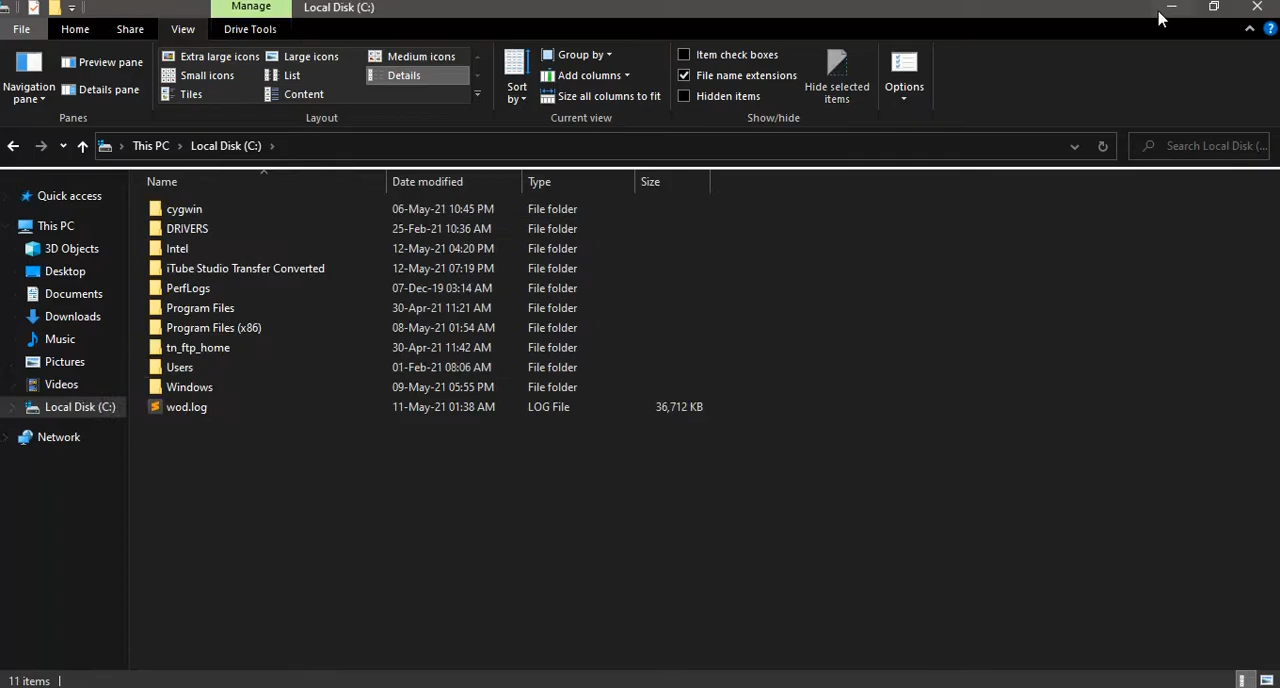 Manage Local Disk (C:)
File Home Share View Drive Tools
Extra large icons Large icons Medium icons
Small icons List Details
Tiles Content
Layout
Navigation pane Preview pane
Details pane
Panes
Sort by
Group by
Add columns
Size all columns to fit
Current view
Item check boxes
File name extensions
Hidden items
Hide selected items
Show/hide
Options
This PC > Local Disk (C:) > Search Local Disk (...
Quick access
This PC
3D Objects
Desktop
Documents
Downloads
Music
Pictures
Videos
Local Disk (C:)
Network
Name Date modified Type Size
cygwin 06-May-21 10:45 PM File folder
DRIVERS 25-Feb-21 10:36 AM File folder
Intel 12-May-21 04:20 PM File folder
iTube Studio Transfer Converted 12-May-21 07:19 PM File folder
PerfLogs 07-Dec-19 03:14 AM File folder
Program Files 30-Apr-21 11:21 AM File folder
Program Files (x86) 08-May-21 01:54 AM File folder
tn_ftp_home 30-Apr-21 11:42 AM File folder
Users 01-Feb-21 08:06 AM File folder
Windows 09-May-21 05:55 PM File folder
wod.log 11-May-21 01:38 AM LOG File 36,712 KB
11 items